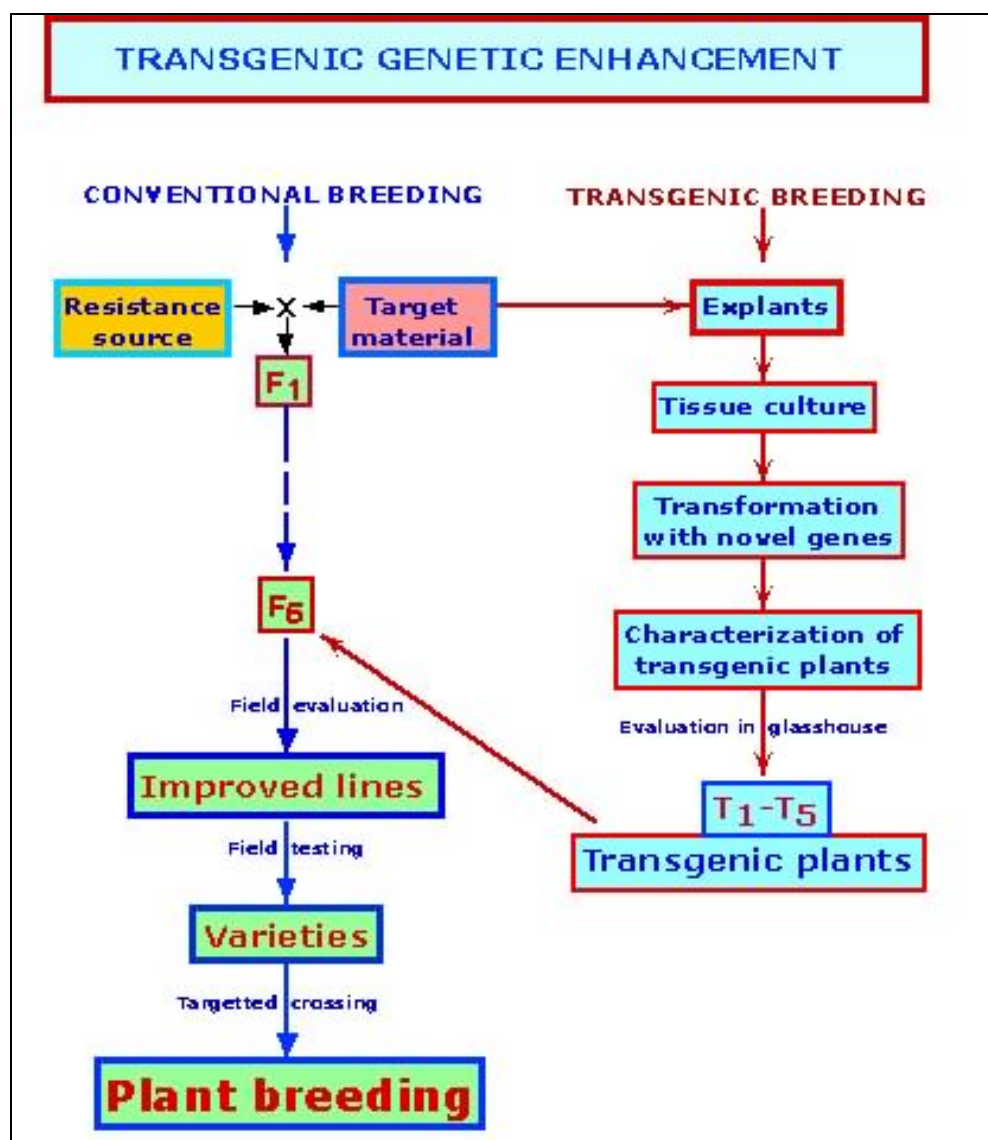 TRANSGENIC GENETIC ENHANCEMENT
CONVENTIONAL BREEDING
TRANSGENIC BREEDING
Resistance
source
X
Target
material
Explants
F1
Tissue culture
Transformation
with novel genes
F6
Characterization of
transgenic plants
Field evaluation
Evaluation in glasshouse
Improved lines
T1-T5
Transgenic plants
Field testing
Varieties
Targetted crossing
Plant breeding